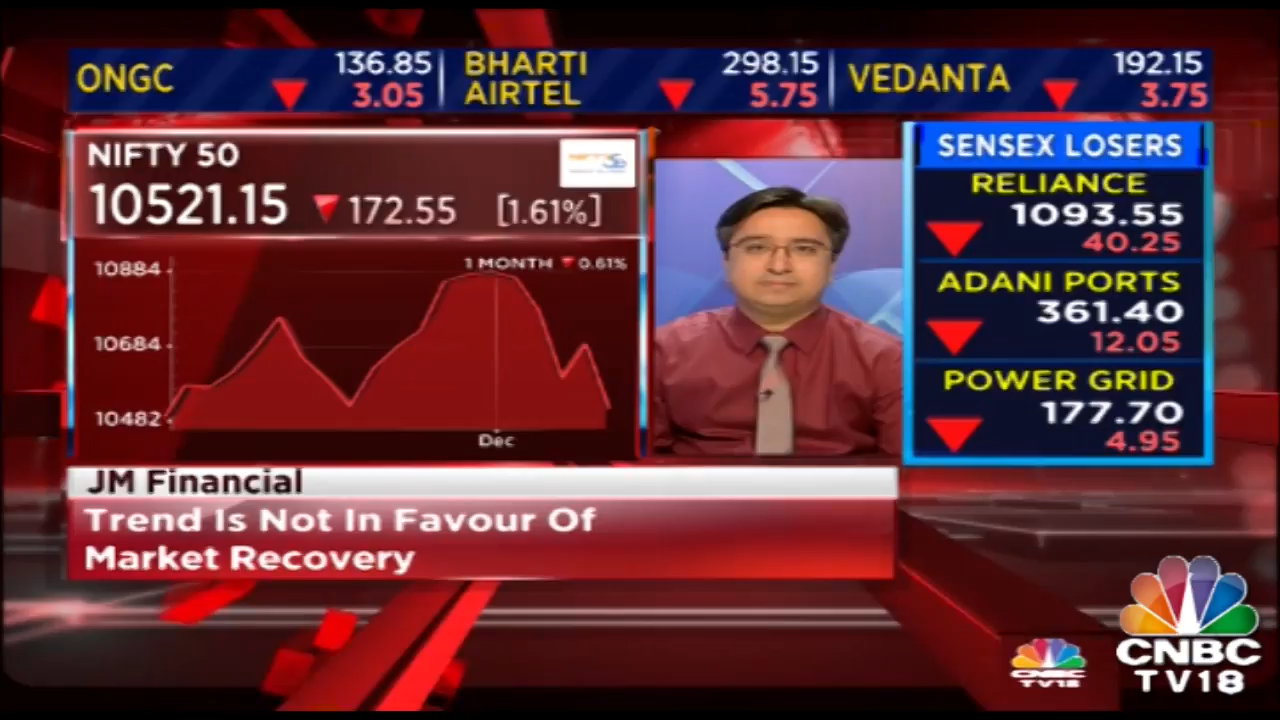 ONGC
136.85
3.05
BHARTI
AIRTEL
298.15
5.75
VEDANTA
192.15
3.75
NIFTY 50
10521.15
172.55 [1.61%]
1 MONTH 0.61%
10884
10684
10482
Dec
SENSEX LOSERS
RELIANCE
1093.55
40.25
ADANI PORTS
361.40
12.05
POWER GRID
177.70
4.95
JM Financial
Trend Is Not In Favour Of
Market Recovery
CNBC
TV18
CNBC
TV18